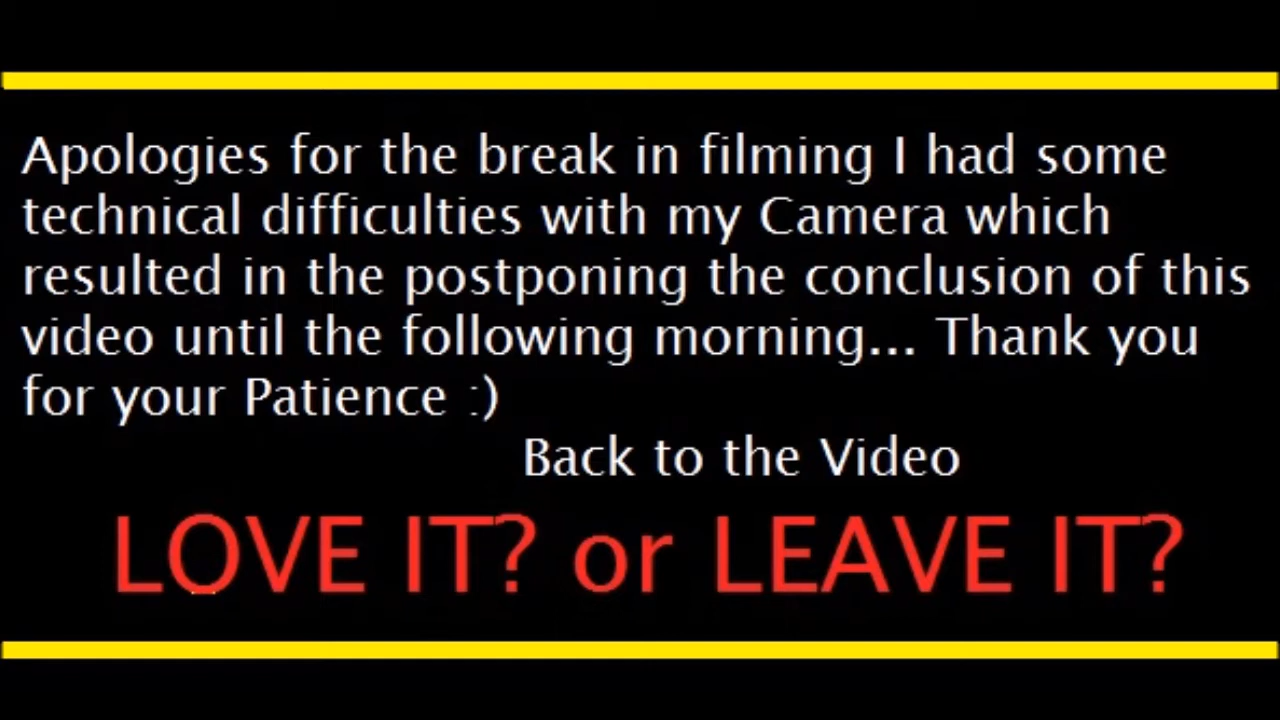 Apologies for the break in filming I had some
technical difficulties with my Camera which
resulted in the postponing the conclusion of this
video until the following morning... Thank you
for your Patience :)
Back to the Video
LOVE IT? or LEAVE IT?